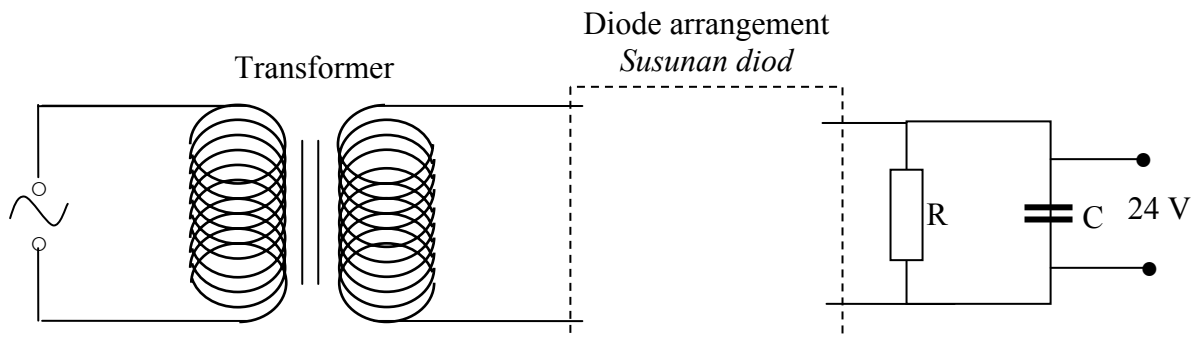 Diode arrangement
Susunan diod
Transformer
R
C
24 V